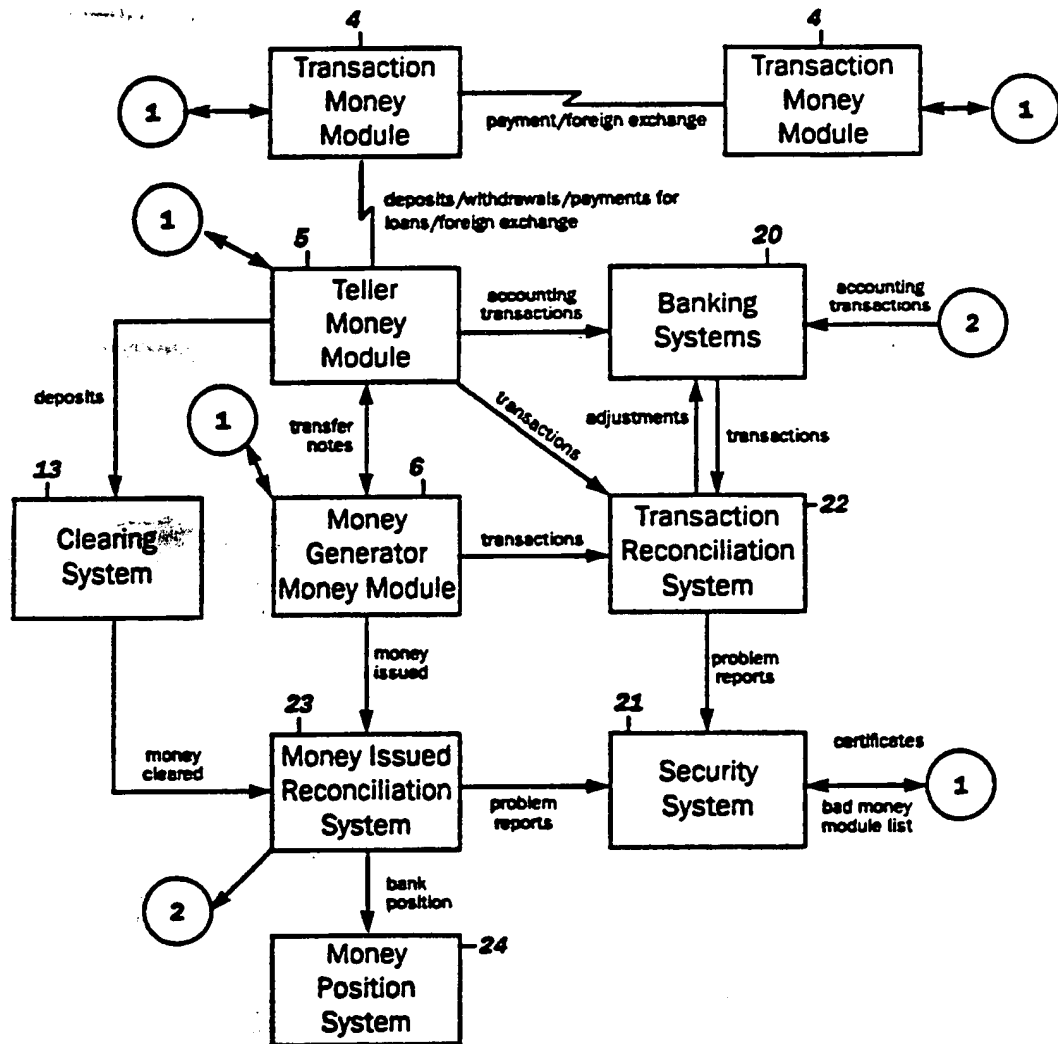 4
4
Transaction
Money
Module
Transaction
Money
Module
1
1
payment/foreign exchange
deposits/withdrawals/payments for
loans/foreign exchange
1
5
20
Teller
Money
Module
accounting
transactions
Banking
Systems
accounting
transactions
2
deposits
1
transfer
notes
transactions
adjustments
transactions
13
6
22
Clearing
System
Money
Generator
Money Module
transactions
Transaction
Reconciliation
System
money
issued
problem
reports
23
21
money
cleared
Money Issued
Reconciliation
System
problem
reports
Security
System
certificates
bad money
module list
1
2
bank
position
24
Money
Position
System